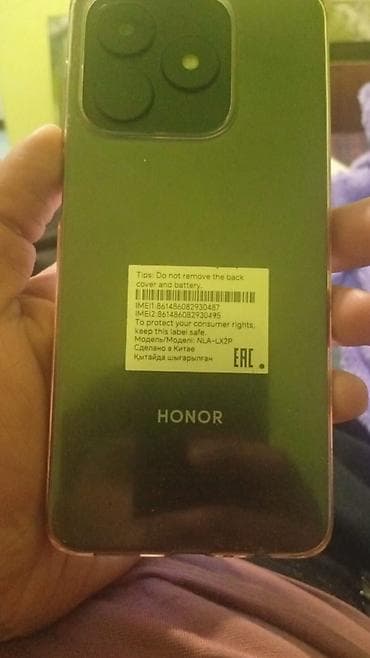 Tips: Do not remove the back
cover and battery.
IMEI1:861486082930487
IMEI2:861486082930495
To protect your consumer rights,
keep this label safe.
Модель/Моделі: NLA-LX2P
Сделано в Китае
Қытайда шығарылған
EAC
HONOR